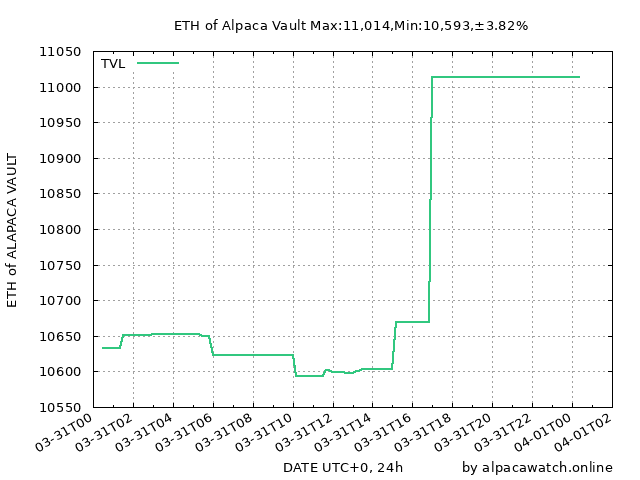 ETH of Alpaca Vault Max:11,014,Min:10,593,±3.82%
TVL
11050
11000
10950
10900
10850
10800
10750
10700
10650
10600
10550
ETH of ALAPACA VAULT
03-31T00
03-31T02
03-31T04
03-31T06
03-31T08
03-31T10
03-31T12
03-31T14
03-31T16
03-31T18
03-31T20
03-31T22
04-01T00
04-01T02
DATE UTC+0, 24h
by alpacawatch.online